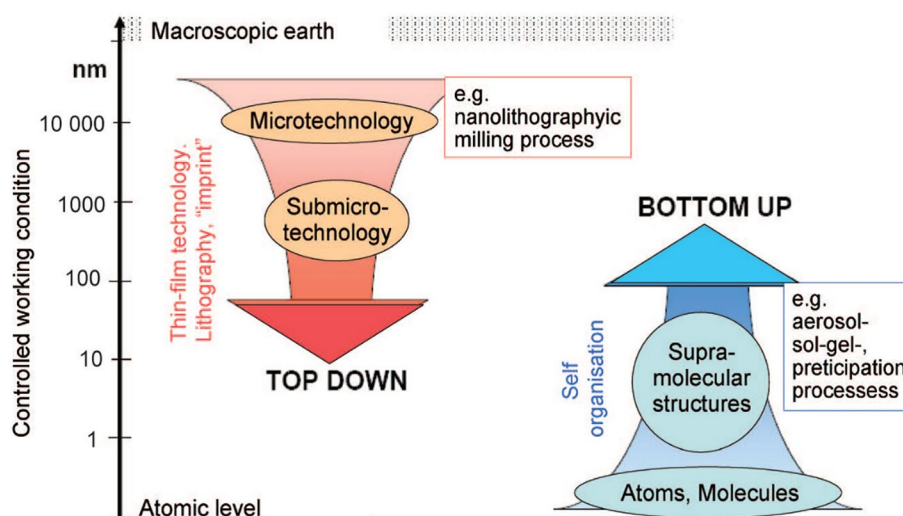 Macroscopic earth
nm
10 000
1000
100
10
1
Atomic level
Controlled working condition
Microtechnology
Submicro-
technology
Thin-film technology.
Lithography, “imprint”
TOP DOWN
e.g.
nanolithographyic
milling process
BOTTOM UP
Supra-
molecular
structures
Atoms, Molecules
Self
organisation
e.g.
aerosol-
sol-gel-,
preticipation
processess